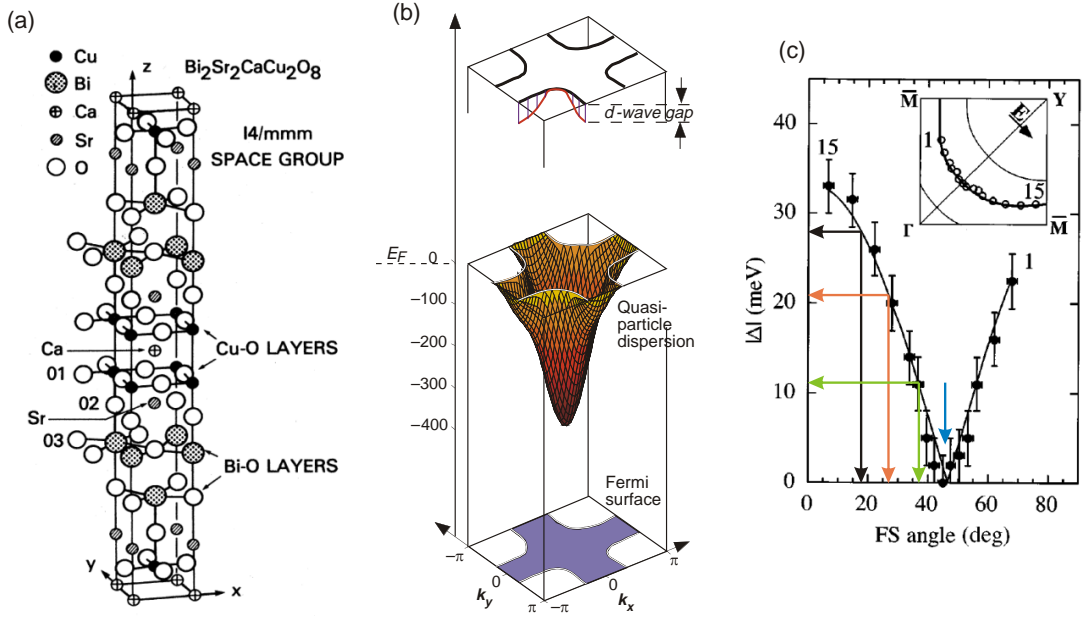 (a)
Cu
Bi
Ca
Sr
O
z
Bi2Sr2CaCu2O8
I4/mmm
SPACE GROUP
Ca
01
02
Sr
03
Cu-O LAYERS
Bi-O LAYERS
y
x
(b)
d-wave gap
EF
0
−100
−200
−300
−400
Quasi-
particle
dispersion
Fermi
surface
−π
0
ky
π
−π
0
kx
π
(c)
40
30
20
10
0
|Δ| (meV)
15
1
M̅
Y
E
1
15
Γ
M̅
0
20
40
60
80
FS angle (deg)